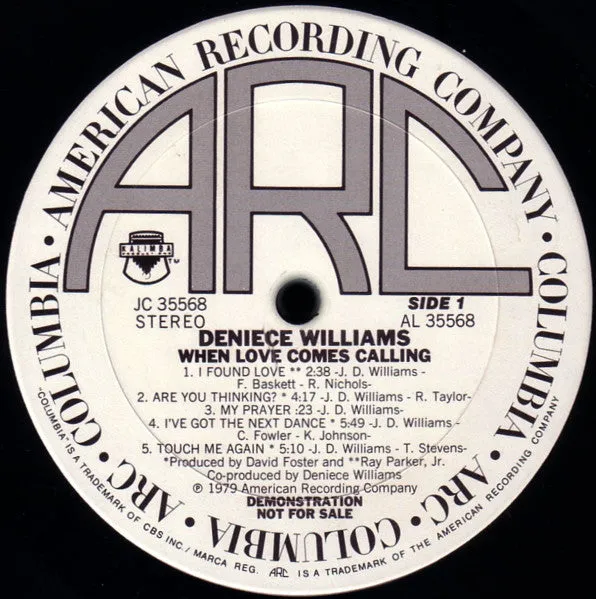 AMERICAN RECORDING COMPANY • COLUMBIA • ARC • COLUMBIA • ARC • COLUMBIA •
ARC
KALIMBA
TM
JC 35568
STEREO
SIDE 1
AL 35568
DENIECE WILLIAMS
WHEN LOVE COMES CALLING
1. I FOUND LOVE ** 2:38 -J. D. Williams -
F. Baskett - R. Nichols-
2. ARE YOU THINKING? * 4:17 -J. D. Williams - R. Taylor-
3. MY PRAYER :23 -J. D. Williams-
4. I'VE GOT THE NEXT DANCE * 5:49 -J. D. Williams -
C. Fowler - K. Johnson-
5. TOUCH ME AGAIN * 5:10 -J. D. Williams - T. Stevens-
*Produced by David Foster and **Ray Parker, Jr.
Co-produced by Deniece Williams
℗ 1979 American Recording Company
DEMONSTRATION
NOT FOR SALE
"COLUMBIA" IS A TRADEMARK OF CBS INC./ MARCA REG. ARC IS A TRADEMARK OF THE AMERICAN RECORDING COMPANY